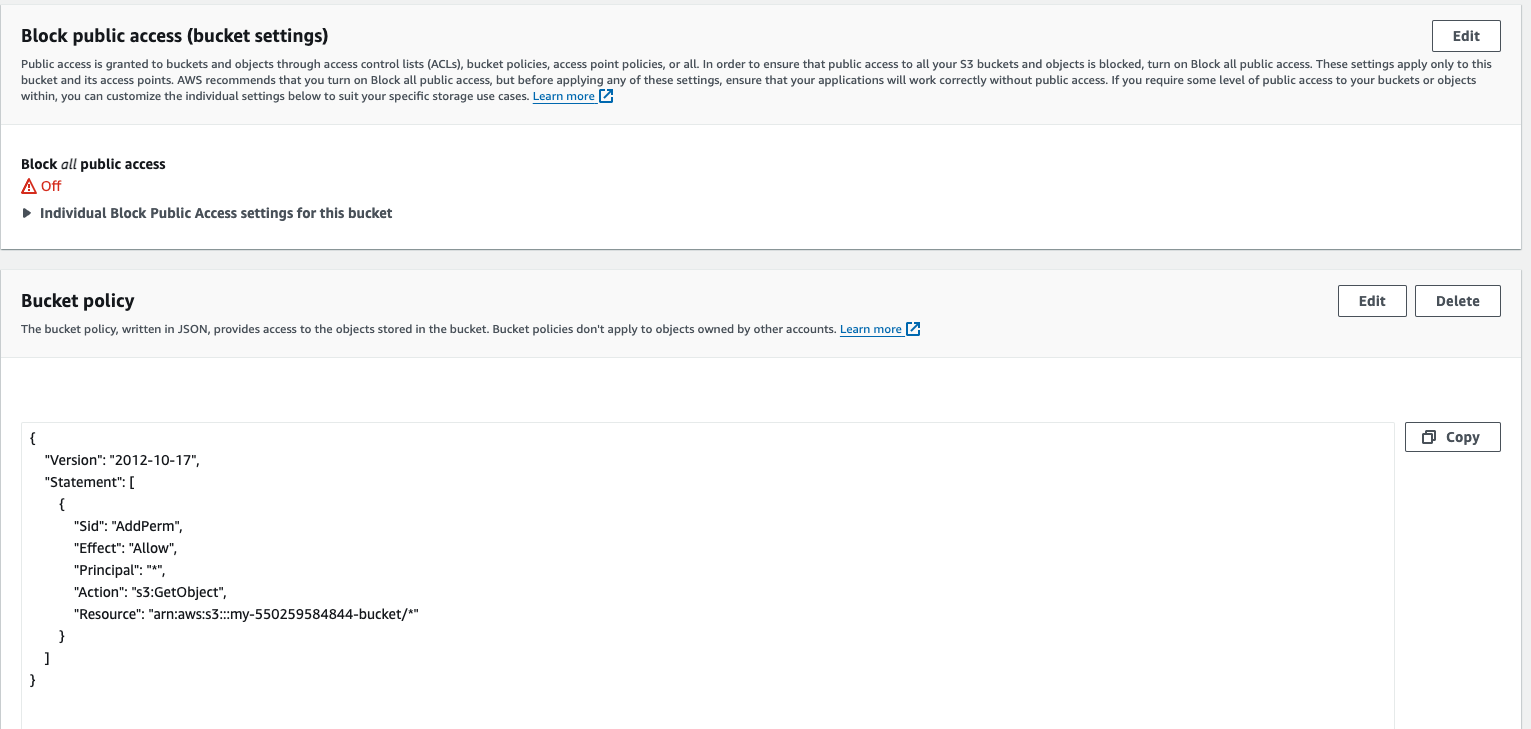 Block public access (bucket settings)
Edit
Public access is granted to buckets and objects through access control lists (ACLs), bucket policies, access point policies, or all. In order to ensure that public access to all your S3 buckets and objects is blocked, turn on Block all public access. These settings apply only to this
bucket and its access points. AWS recommends that you turn on Block all public access, but before applying any of these settings, ensure that your applications will work correctly without public access. If you require some level of public access to your buckets or objects
within, you can customize the individual settings below to suit your specific storage use cases. Learn more
Block all public access
Off
Individual Block Public Access settings for this bucket
Bucket policy
Edit
Delete
The bucket policy, written in JSON, provides access to the objects stored in the bucket. Bucket policies don't apply to objects owned by other accounts. Learn more
Copy
{
    "Version": "2012-10-17",
    "Statement": [
        {
            "Sid": "AddPerm",
            "Effect": "Allow",
            "Principal": "*",
            "Action": "s3:GetObject",
            "Resource": "arn:aws:s3:::my-550259584844-bucket/*"
        }
    ]
}